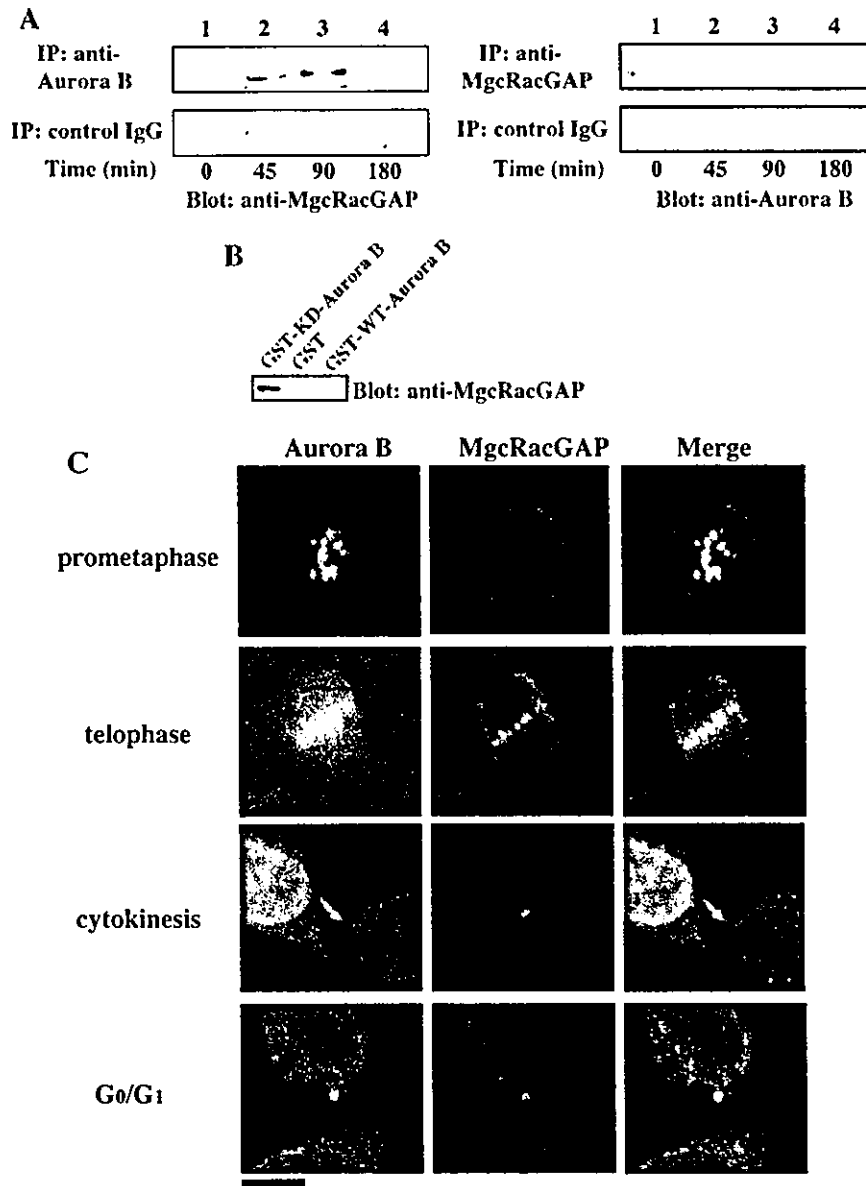 A
1 2 3 4
IP: anti-
Aurora B
IP: control IgG
Time (min) 0 45 90 180
Blot: anti-MgcRacGAP
1 2 3 4
IP: anti-
MgcRacGAP
IP: control IgG
Time (min) 0 45 90 180
Blot: anti-Aurora B
B
GST-KD-Aurora B
GST
GST-WT-Aurora B
Blot: anti-MgcRacGAP
C
Aurora B MgcRacGAP Merge
prometaphase
telophase
cytokinesis
G0/G1